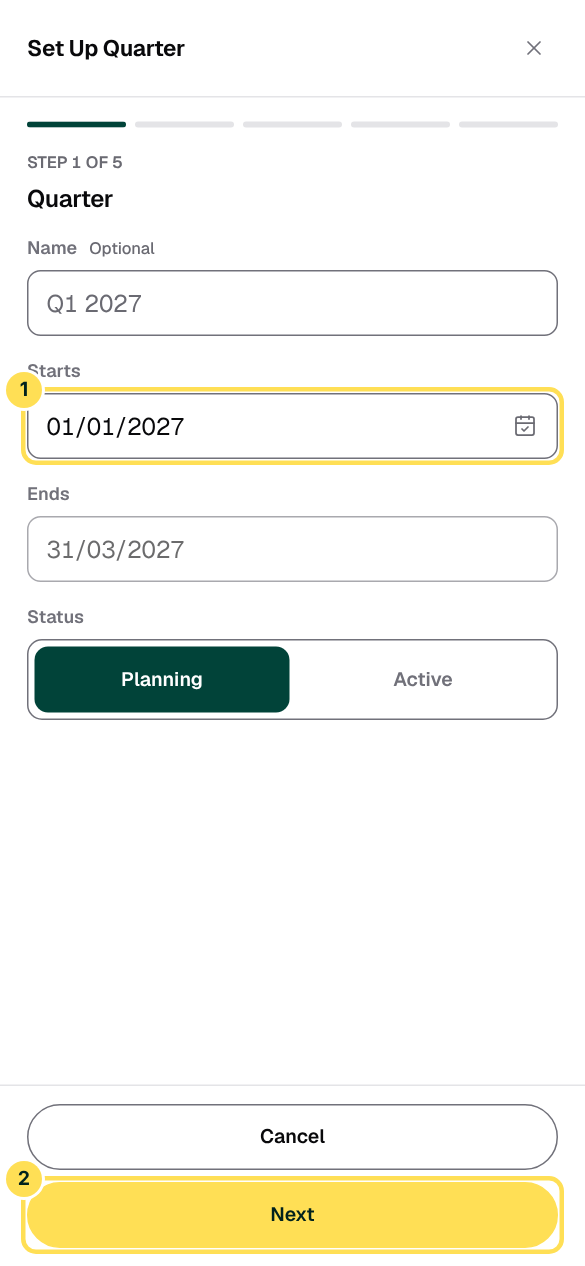 Set Up Quarter
STEP 1 OF 5
Quarter
Name Optional
Q1 2027
Starts
1
01/01/2027
Ends
31/03/2027
Status
Planning Active
Cancel
2
Next